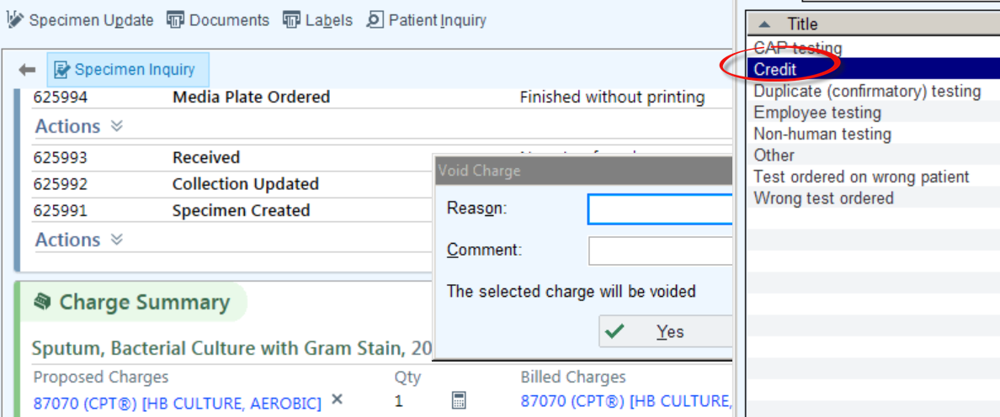 Specimen Update Documents Labels Patient Inquiry
Specimen Inquiry
625994 Media Plate Ordered Finished without printing
Actions
625993 Received
625992 Collection Updated
625991 Specimen Created
Actions
Charge Summary
Sputum, Bacterial Culture with Gram Stain, 20
Proposed Charges Qty Billed Charges
87070 (CPT®) [HB CULTURE, AEROBIC] 1 87070 (CPT®) [HB CULTURE,
Void Charge
Reason:
Comment:
The selected charge will be voided
Yes
Title
CAP testing
Credit
Duplicate (confirmatory) testing
Employee testing
Non-human testing
Other
Test ordered on wrong patient
Wrong test ordered